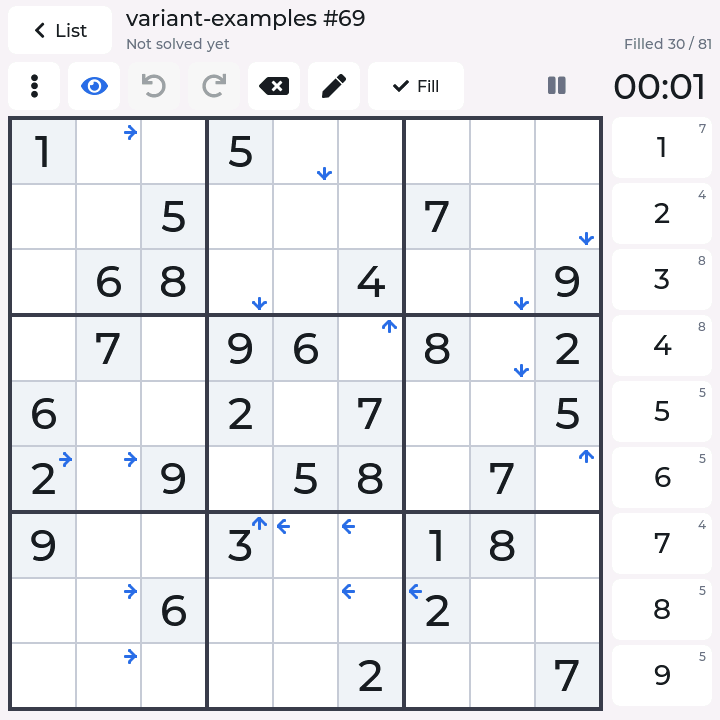 List
variant-examples #69
Not solved yet
Filled 30 / 81
Fill
00:01
1 5
5 7
6 8 4 9
7 9 6 8 2
6 2 7 5
2 9 5 8 7
9 3 1 8
6 2
2 7
1 7
2 4
3 8
4 8
5 5
6 5
7 4
8 5
9 5